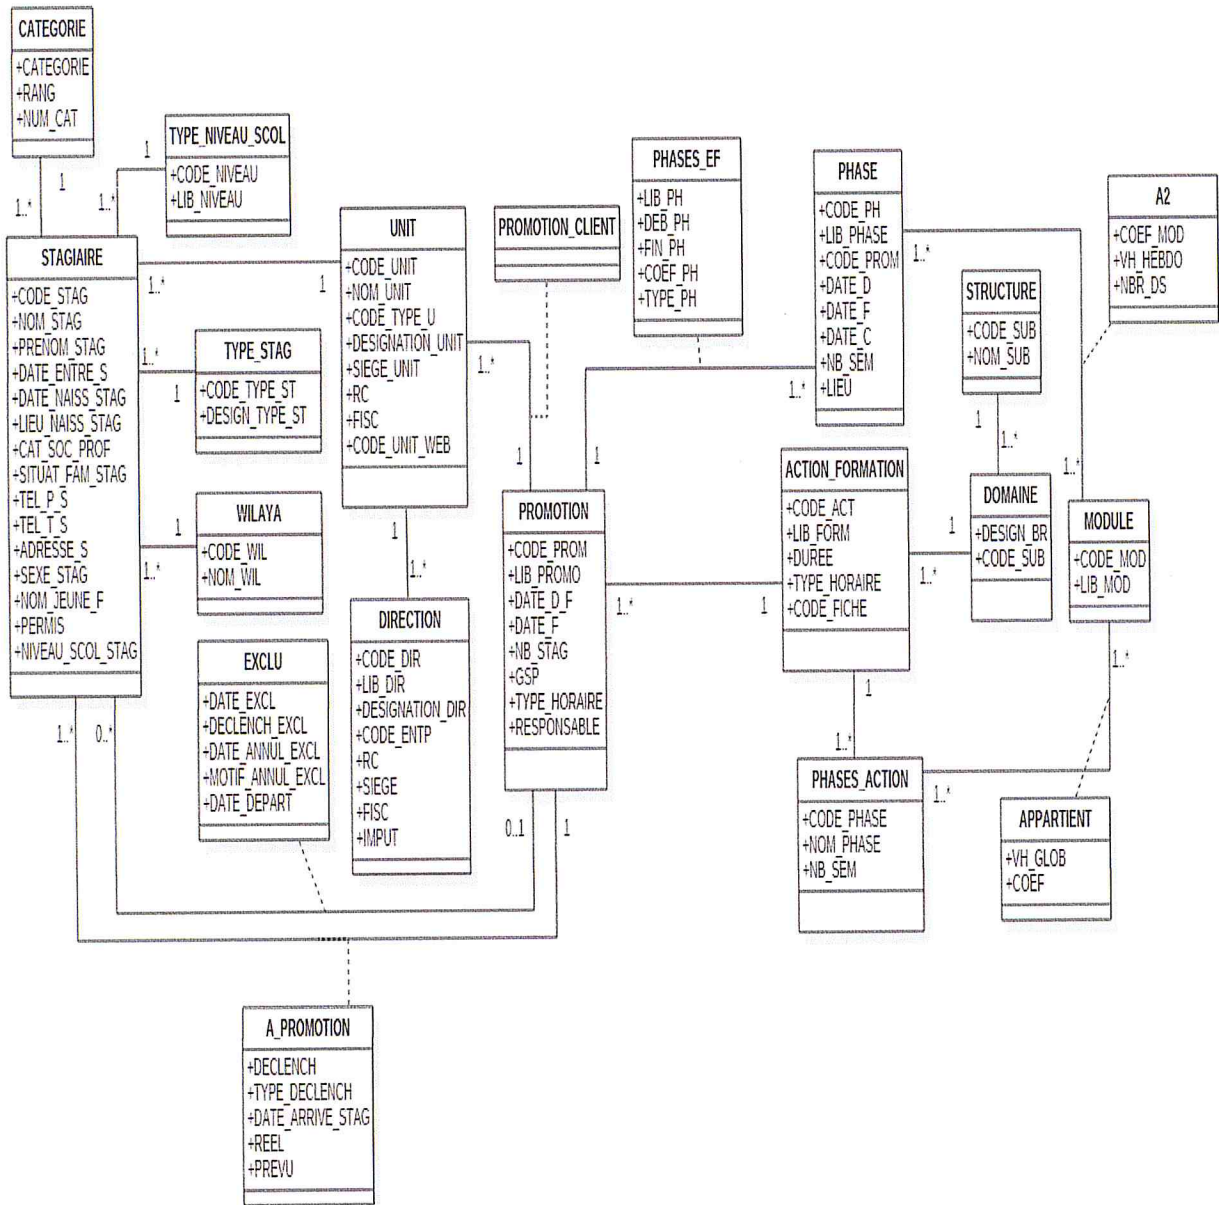 CATEGORIE
+CATEGORIE
+RANG
+NUM_CAT
1
1..*
TYPE_NIVEAU_SCOL
+CODE_NIVEAU
+LIB_NIVEAU
1
1..*
STAGIAIRE
+CODE_STAG
+NOM_STAG
+PRENOM_STAG
+DATE_ENTRE_S
+DATE_NAISS_STAG
+LIEU_NAISS_STAG
+CAT_SOC_PROF
+SITUAT_FAM_STAG
+TEL_P_S
+TEL_T_S
+ADRESSE_S
+SEXE_STAG
+NOM_JEUNE_F
+PERMIS
+NIVEAU_SCOL_STAG
1..*
1
1..*
1
1
1..*
1..*
0..*
TYPE_STAG
+CODE_TYPE_ST
+DESIGN_TYPE_ST
WILAYA
+CODE_WIL
+NOM_WIL
EXCLU
+DATE_EXCL
+DECLENCH_EXCL
+DATE_ANNUL_EXCL
+MOTIF_ANNUL_EXCL
+DATE_DEPART
UNIT
+CODE_UNIT
+NOM_UNIT
+CODE_TYPE_U
+DESIGNATION_UNIT
+SIEGE_UNIT
+RC
+FISC
+CODE_UNIT_WEB
1..*
1
1..*
DIRECTION
+CODE_DIR
+LIB_DIR
+DESIGNATION_DIR
+CODE_ENTP
+RC
+SIEGE
+FISC
+IMPUT
PROMOTION_CLIENT
1
1
PROMOTION
+CODE_PROM
+LIB_PROMO
+DATE_D_F
+DATE_F
+NB_STAG
+GSP
+TYPE_HORAIRE
+RESPONSABLE
1..*
1
0..1
1
PHASES_EF
+LIB_PH
+DEB_PH
+FIN_PH
+COEF_PH
+TYPE_PH
PHASE
+CODE_PH
+LIB_PHASE
+CODE_PROM
+DATE_D
+DATE_F
+DATE_C
+NB_SEM
+LIEU
1..*
1..*
A2
+COEF_MOD
+VH_HEBDO
+NBR_DS
STRUCTURE
+CODE_SUB
+NOM_SUB
1
1..*
ACTION_FORMATION
+CODE_ACT
+LIB_FORM
+DUREE
+TYPE_HORAIRE
+CODE_FICHE
1
1..*
DOMAINE
+DESIGN_BR
+CODE_SUB
1..*
MODULE
+CODE_MOD
+LIB_MOD
1..*
1
1..*
PHASES_ACTION
+CODE_PHASE
+NOM_PHASE
+NB_SEM
1..*
APPARTIENT
+VH_GLOB
+COEF
A_PROMOTION
+DECLENCH
+TYPE_DECLENCH
+DATE_ARRIVE_STAG
+REEL
+PREVU